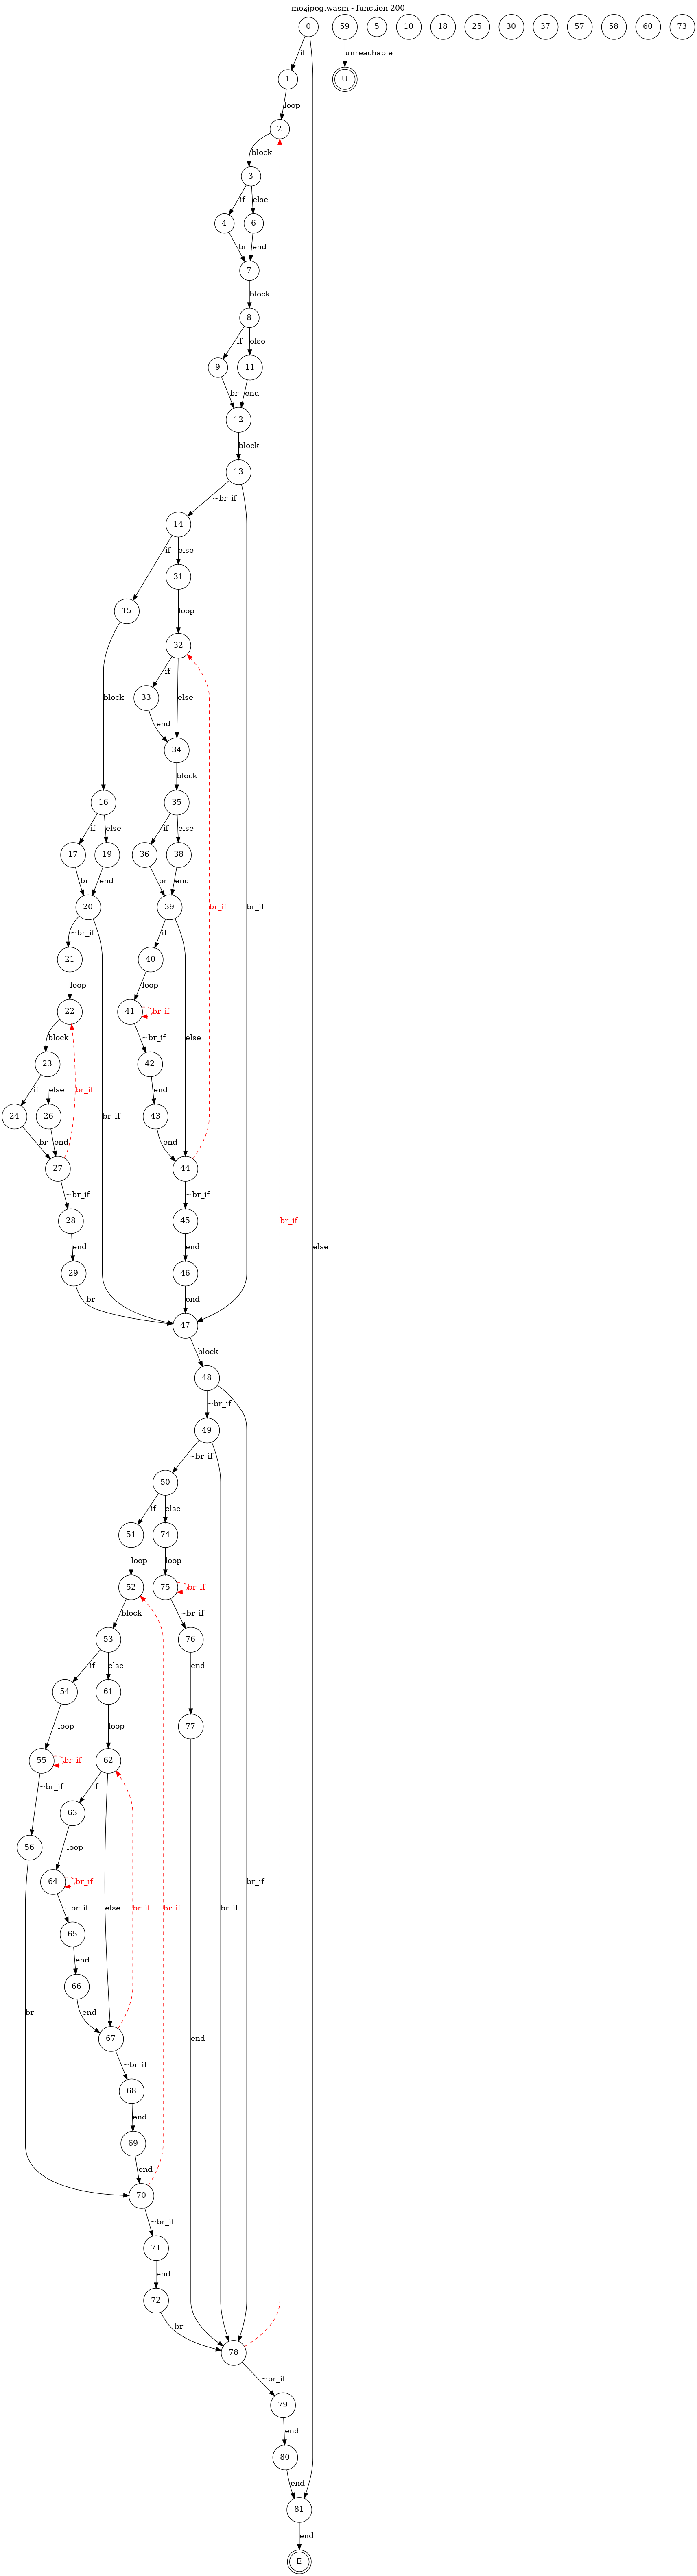 mozjpeg.wasm - function 200
0 59 5 10 18 25 30 37 57 58 60 73
if unreachable
1 U
loop
2
block
3
if else
4 6
br end
7
block
8
if else
9 11
br end
12
block
13
~br_if
14
if else
15 31
loop
32
if
33 else
block end
34
block
16 35
if else if else
17 19 36 38
br end br end br_if br_if
20 39
~br_if if
21 40
loop loop
22 41 br_if
block ~br_if else
23 42
if else br_if end
24 26 br_if 43
br end end
27 44
~br_if ~br_if
28 45 br_if
end end else
29 46
br end
47
block
48
~br_if
49
~br_if
50
if else
51 74
loop loop
52 75 br_if
block ~br_if
53 76
if else end
54 61
loop loop 77
55 br_if 62
~br_if if
63
56 loop
64 br_if br_if
~br_if else br_if br_if br_if
65
end
66
br end
67 end
~br_if
68
end
69
end
70
~br_if
71
end
72
br
78
~br_if
79
end
80
end
81
end
E